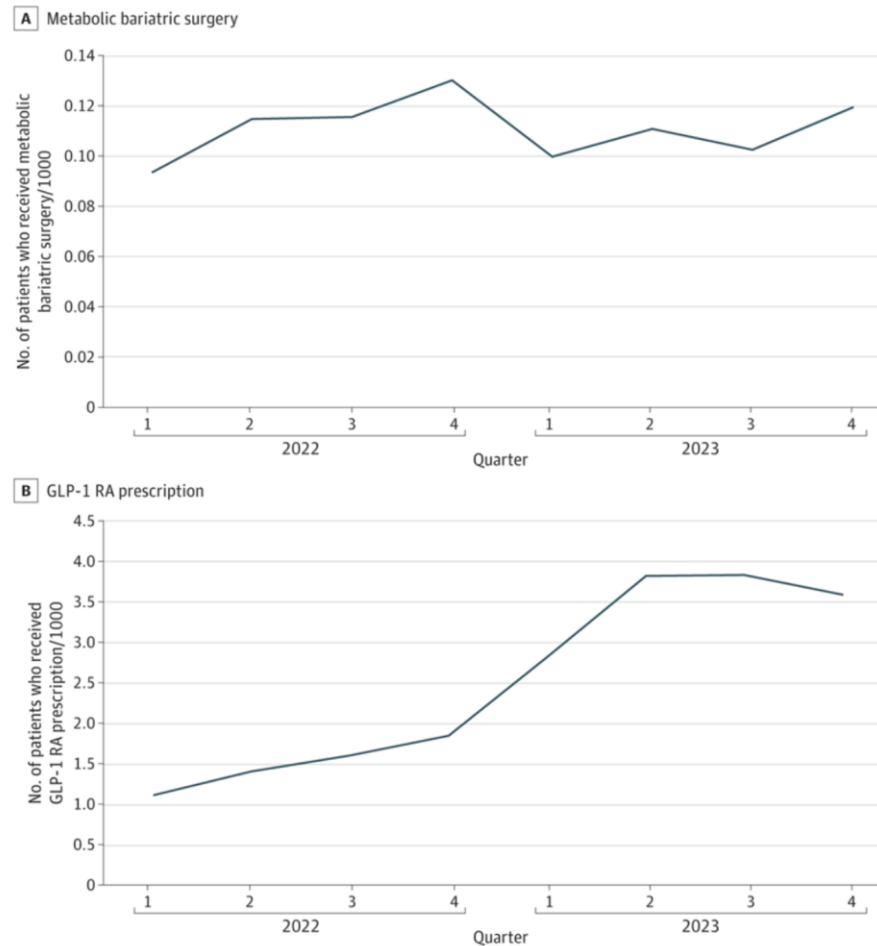 A Metabolic bariatric surgery
No. of patients who received metabolic
bariatric surgery/1000
0.14
0.12
0.10
0.08
0.06
0.04
0.02
0
1 2 3 4 1 2 3 4
2022 2023
Quarter
B GLP-1 RA prescription
No. of patients who received
GLP-1 RA prescription/1000
4.5
4.0
3.5
3.0
2.5
2.0
1.5
1.0
0.5
0
1 2 3 4 1 2 3 4
2022 2023
Quarter